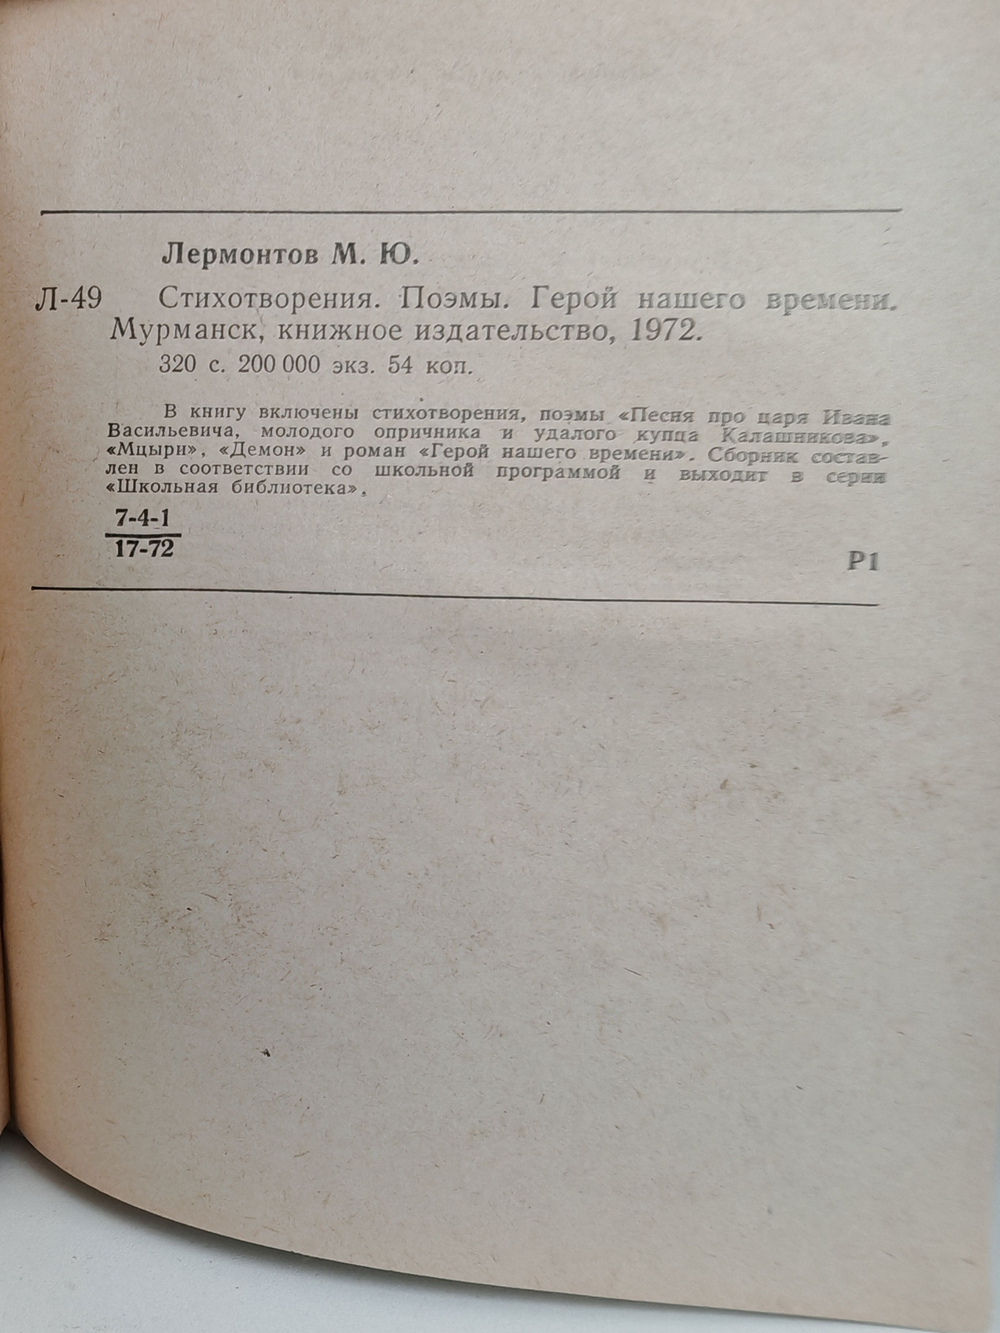 Лермонтов М. Ю.
Л-49 Стихотворения. Поэмы. Герой нашего времени.
Мурманск, книжное издательство, 1972.
320 с. 200 000 экз. 54 коп.
В книгу включены стихотворения, поэмы «Песня про царя Ивана
Васильевича, молодого опричника и удалого купца Калашникова»,
«Мцыри», «Демон» и роман «Герой нашего времени». Сборник состав-
лен в соответствии со школьной программой и выходит в серии
«Школьная библиотека».
7-4-1
17-72
Р1